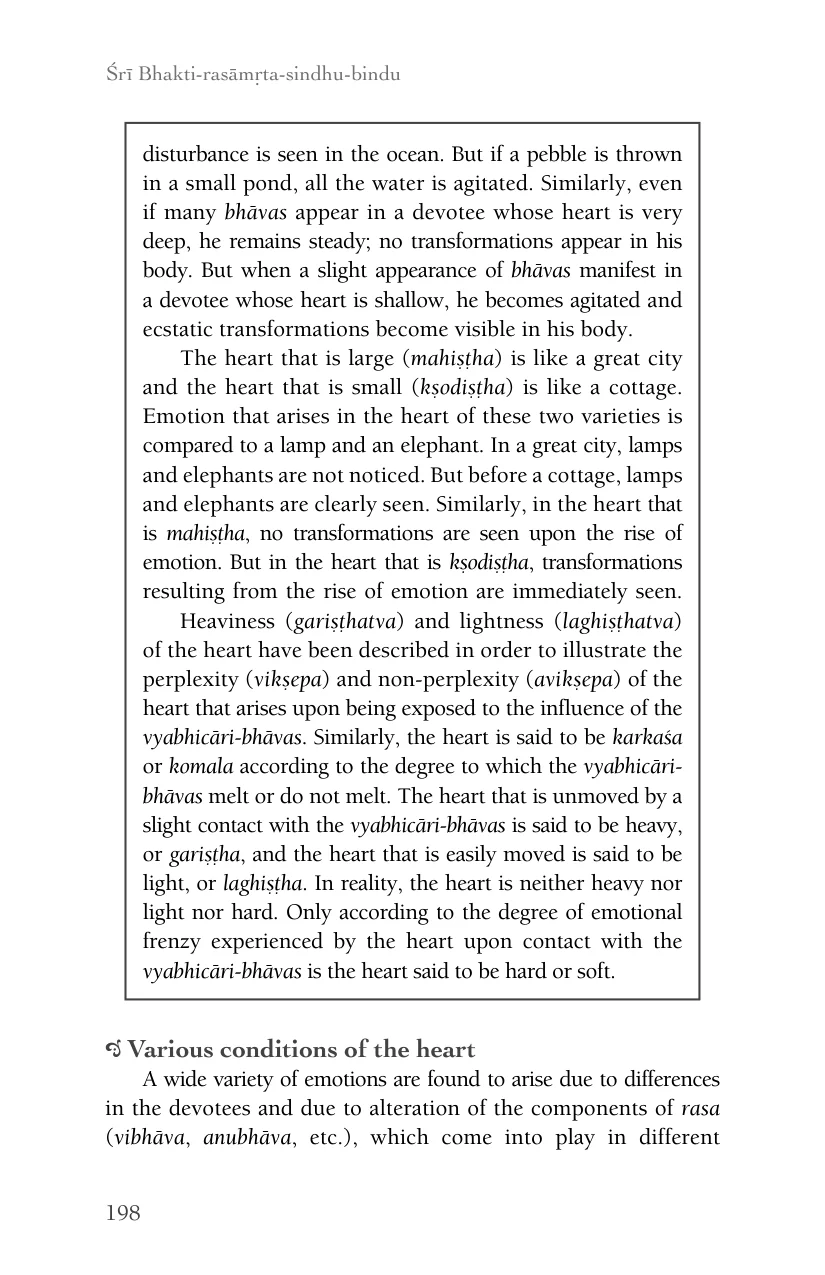 Śrī Bhakti-rasāmṛta-sindhu-bindu
disturbance is seen in the ocean. But if a pebble is thrown
in a small pond, all the water is agitated. Similarly, even
if many bhāvas appear in a devotee whose heart is very
deep, he remains steady; no transformations appear in his
body. But when a slight appearance of bhāvas manifest in
a devotee whose heart is shallow, he becomes agitated and
ecstatic transformations become visible in his body.
The heart that is large (mahiṣṭha) is like a great city
and the heart that is small (kṣodiṣṭha) is like a cottage.
Emotion that arises in the heart of these two varieties is
compared to a lamp and an elephant. In a great city, lamps
and elephants are not noticed. But before a cottage, lamps
and elephants are clearly seen. Similarly, in the heart that
is mahiṣṭha, no transformations are seen upon the rise of
emotion. But in the heart that is kṣodiṣṭha, transformations
resulting from the rise of emotion are immediately seen.
Heaviness (gariṣṭhatva) and lightness (laghiṣṭhatva)
of the heart have been described in order to illustrate the
perplexity (vikṣepa) and non-perplexity (avikṣepa) of the
heart that arises upon being exposed to the influence of the
vyabhicāri-bhāvas. Similarly, the heart is said to be karkaśa
or komala according to the degree to which the vyabhicāri-
bhāvas melt or do not melt. The heart that is unmoved by a
slight contact with the vyabhicāri-bhāvas is said to be heavy,
or gariṣṭha, and the heart that is easily moved is said to be
light, or laghiṣṭha. In reality, the heart is neither heavy nor
light nor hard. Only according to the degree of emotional
frenzy experienced by the heart upon contact with the
vyabhicāri-bhāvas is the heart said to be hard or soft.
Various conditions of the heart
A wide variety of emotions are found to arise due to differences
in the devotees and due to alteration of the components of rasa
(vibhāva, anubhāva, etc.), which come into play in different
198